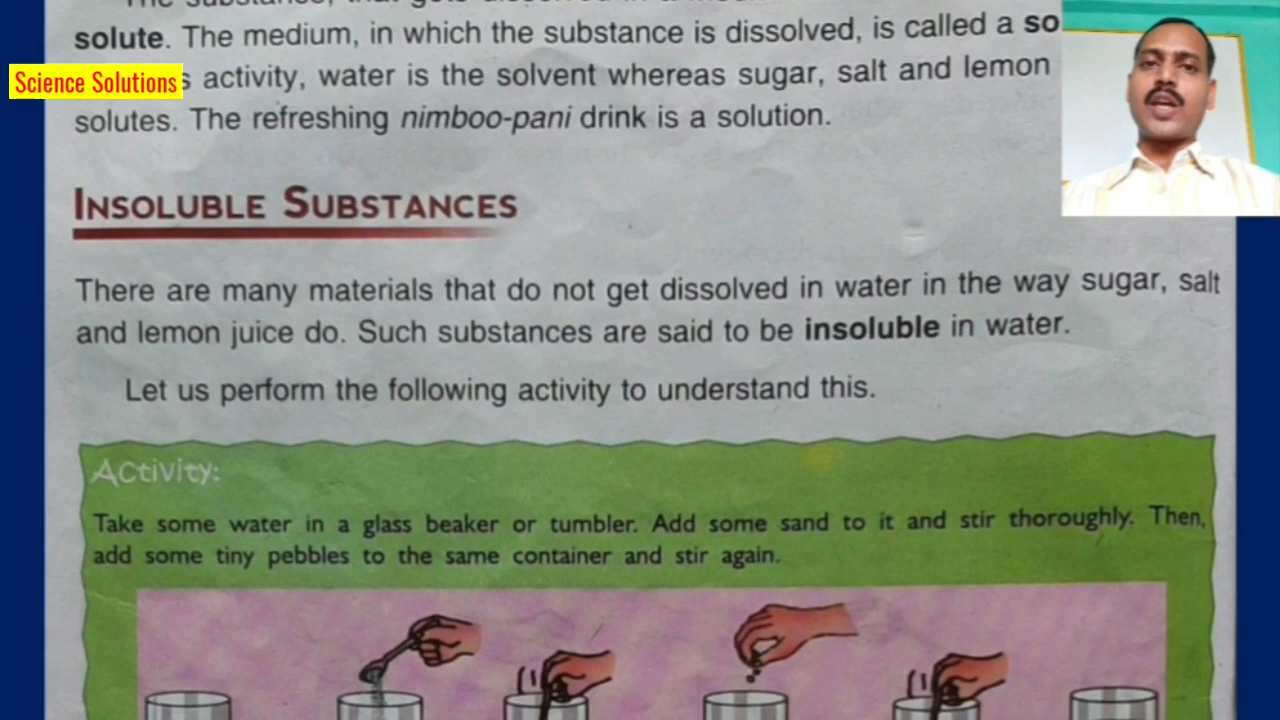 solute. The medium, in which the substance is dissolved, is called a so
Science Solutions
s activity, water is the solvent whereas sugar, salt and lemon
solutes. The refreshing nimboo-pani drink is a solution.
INSOLUBLE SUBSTANCES
There are many materials that do not get dissolved in water in the way sugar, salt
and lemon juice do. Such substances are said to be insoluble in water.
Let us perform the following activity to understand this.
Activity:
Take some water in a glass beaker or tumbler. Add some sand to it and stir thoroughly. Then,
add some tiny pebbles to the same container and stir again.